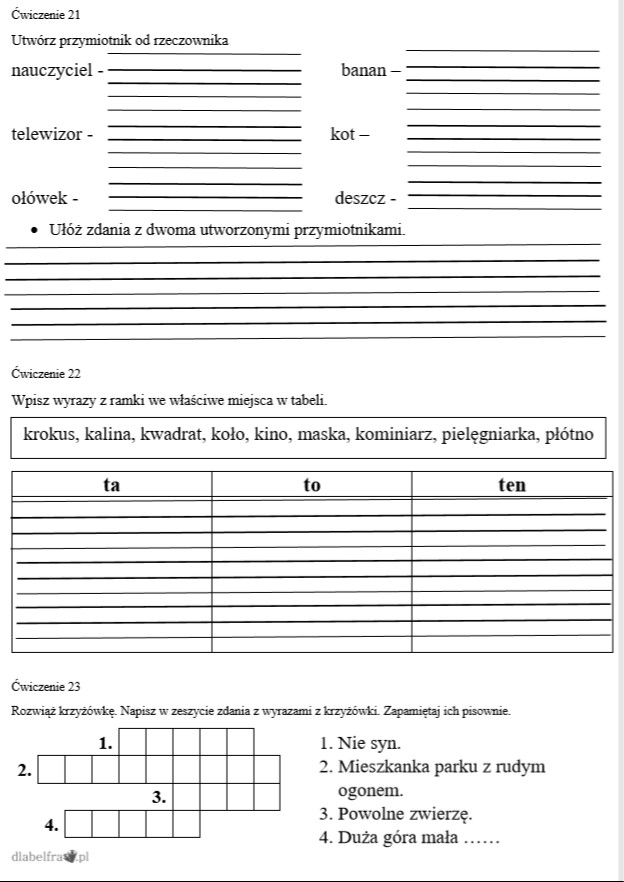 Ćwiczenie 21
Utwórz przymiotnik od rzeczownika
nauczyciel - banan –
telewizor - kot –
ołówek - deszcz -
• Ułóż zdania z dwoma utworzonymi przymiotnikami.
Ćwiczenie 22
Wpisz wyrazy z ramki we właściwe miejsca w tabeli.
krokus, kalina, kwadrat, koło, kino, maska, kominiarz, pielęgniarka, płótno
ta to ten
Ćwiczenie 23
Rozwiąż krzyżówkę. Napisz w zeszycie zdania z wyrazami z krzyżówki. Zapamiętaj ich pisownie.
1.
2.
3.
4.
1. Nie syn.
2. Mieszkanka parku z rudym
ogonem.
3. Powolne zwierzę.
4. Duża góra mała ……
dlabelfra.pl